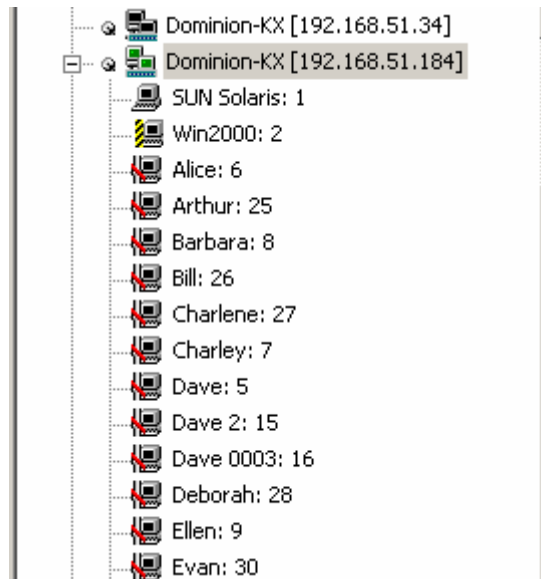 Dominion-KX [192.168.51.34]
Dominion-KX [192.168.51.184]
SUN Solaris: 1
Win2000: 2
Alice: 6
Arthur: 25
Barbara: 8
Bill: 26
Charlene: 27
Charley: 7
Dave: 5
Dave 2: 15
Dave 0003: 16
Deborah: 28
Ellen: 9
Evan: 30